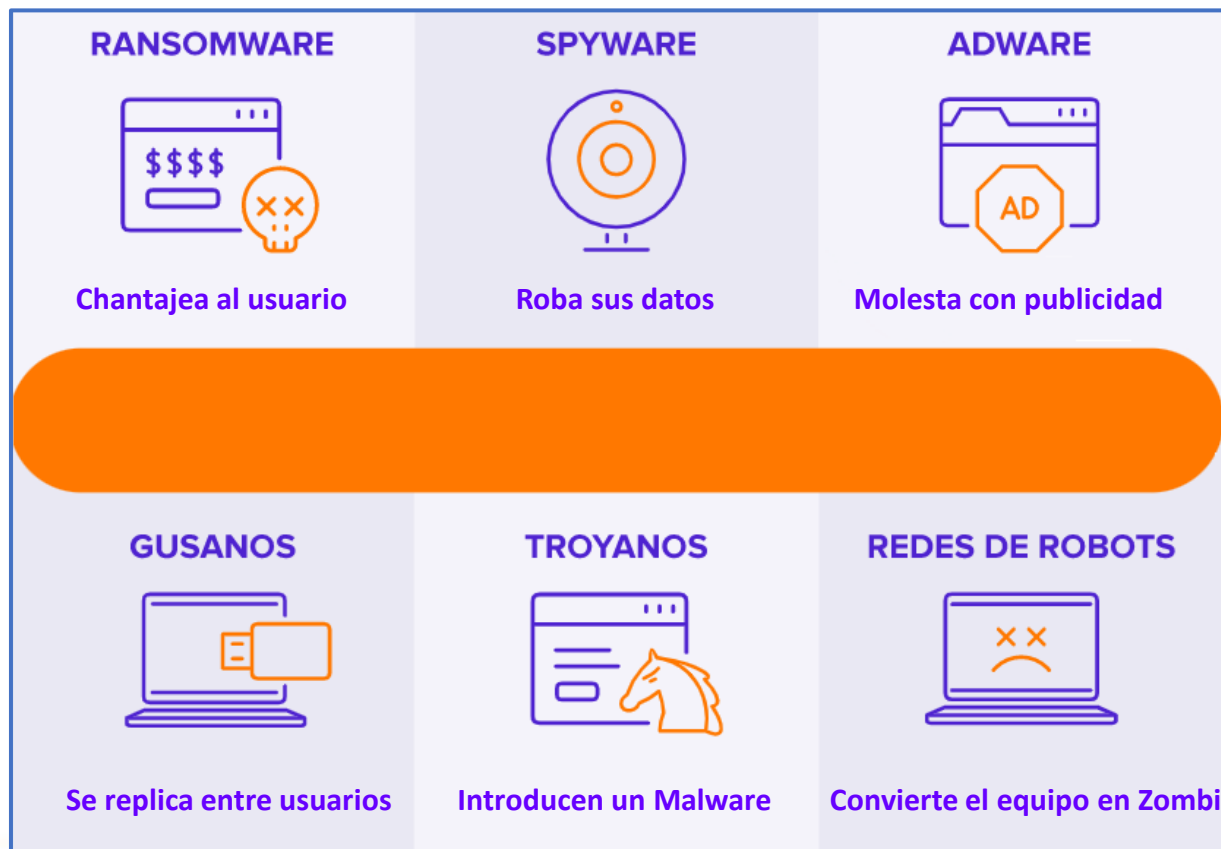 RANSOMWARE
SPYWARE
ADWARE
$$$$
AD
Chantajea al usuario
Roba sus datos
Molesta con publicidad
GUSANOS
TROYANOS
REDES DE ROBOTS
Se replica entre usuarios
Introducen un Malware
Convierte el equipo en Zombi